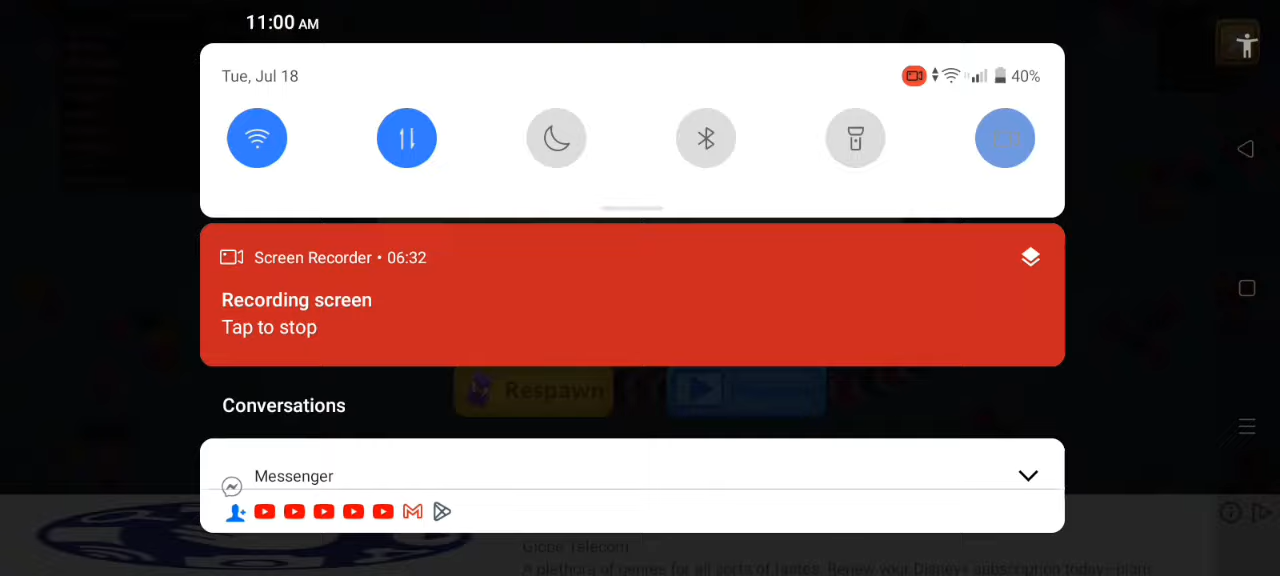 11:00 AM
Tue, Jul 18
40%
Screen Recorder • 06:32
Recording screen
Tap to stop
Respawn
Conversations
Messenger
Globe Telecom
A plethora of genres for all sorts of tastes. Renew your Disney+ subscription today—